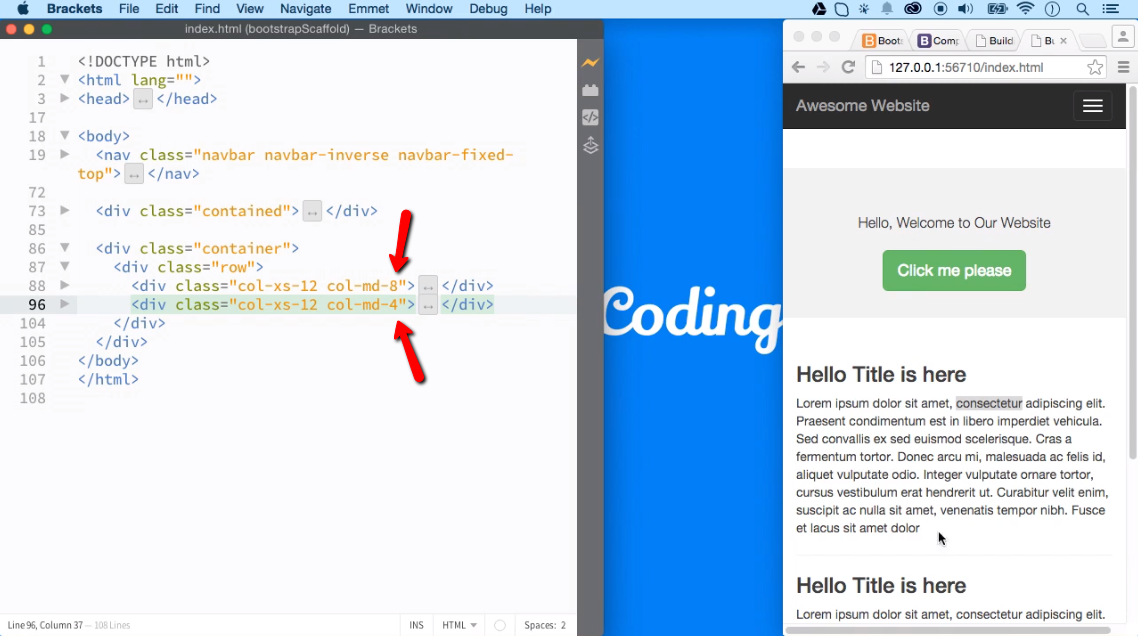 Brackets File Edit Find View Navigate Emmet Window Debug Help
index.html (bootstrapScaffold) — Brackets
1 <!DOCTYPE html>
2 <html lang="">
3 <head> </head>
17
18 <body>
19 <nav class="navbar navbar-inverse navbar-fixed-
top"> </nav>
72
73 <div class="contained"> </div>
85
86 <div class="container">
87 <div class="row">
88 <div class="col-xs-12 col-md-8"> </div>
96 <div class="col-xs-12 col-md-4"> </div>
104 </div>
105 </div>
106 </body>
107 </html>
108
Line 96, Column 37 — 108 Lines
INS HTML Spaces: 2
Coding
B Boots B Comp Build Bu
127.0.0.1:56710/index.html
Awesome Website
Hello, Welcome to Our Website
Click me please
Hello Title is here
Lorem ipsum dolor sit amet, consectetur adipiscing elit.
Praesent condimentum est in libero imperdiet vehicula.
Sed convallis ex sed euismod scelerisque. Cras a
fermentum tortor. Donec arcu mi, malesuada ac felis id,
aliquet vulputate odio. Integer vulputate ornare tortor,
cursus vestibulum erat hendrerit ut. Curabitur velit enim,
suscipit ac nulla sit amet, venenatis tempor nibh. Fusce
et lacus sit amet dolor
Hello Title is here
Lorem ipsum dolor sit amet, consectetur adipiscing elit.